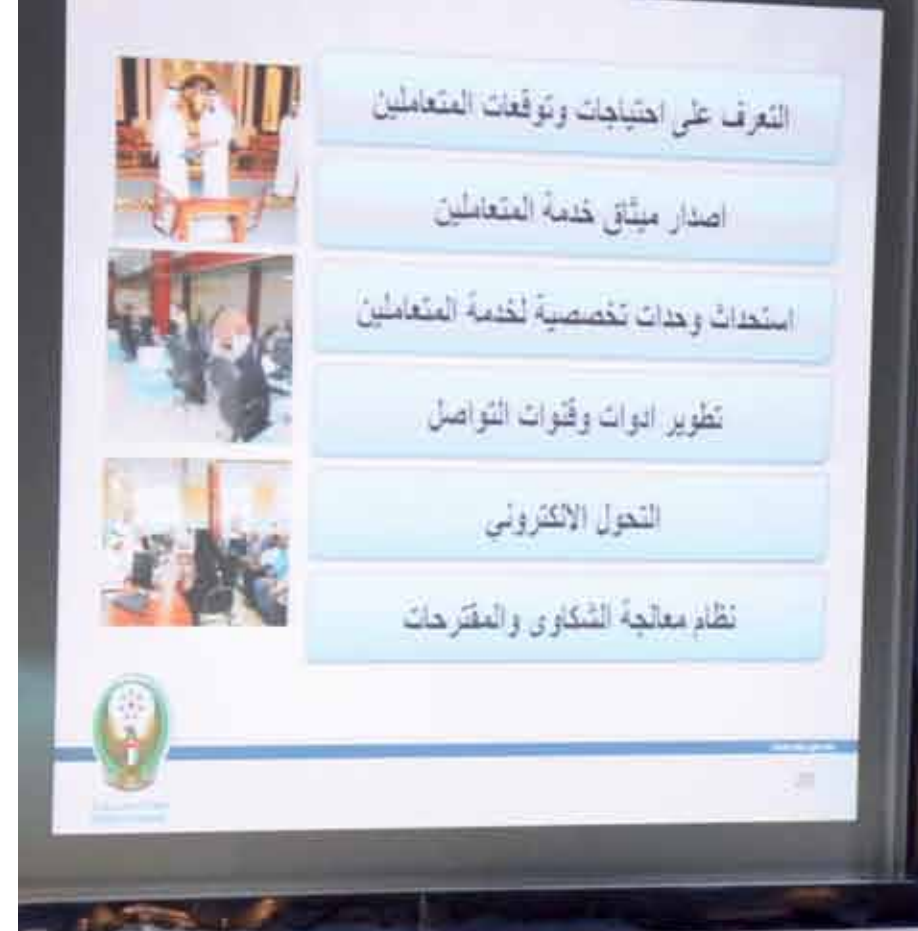 التعرف على احتياجات وتوقعات المتعاملين
اصدار ميثاق خدمة المتعاملين
استحداث وحدات تخصصية لخدمة المتعاملين
تطوير ادوات وقنوات التواصل
التحول الالكتروني
نظام معالجة الشكاوى والمقترحات